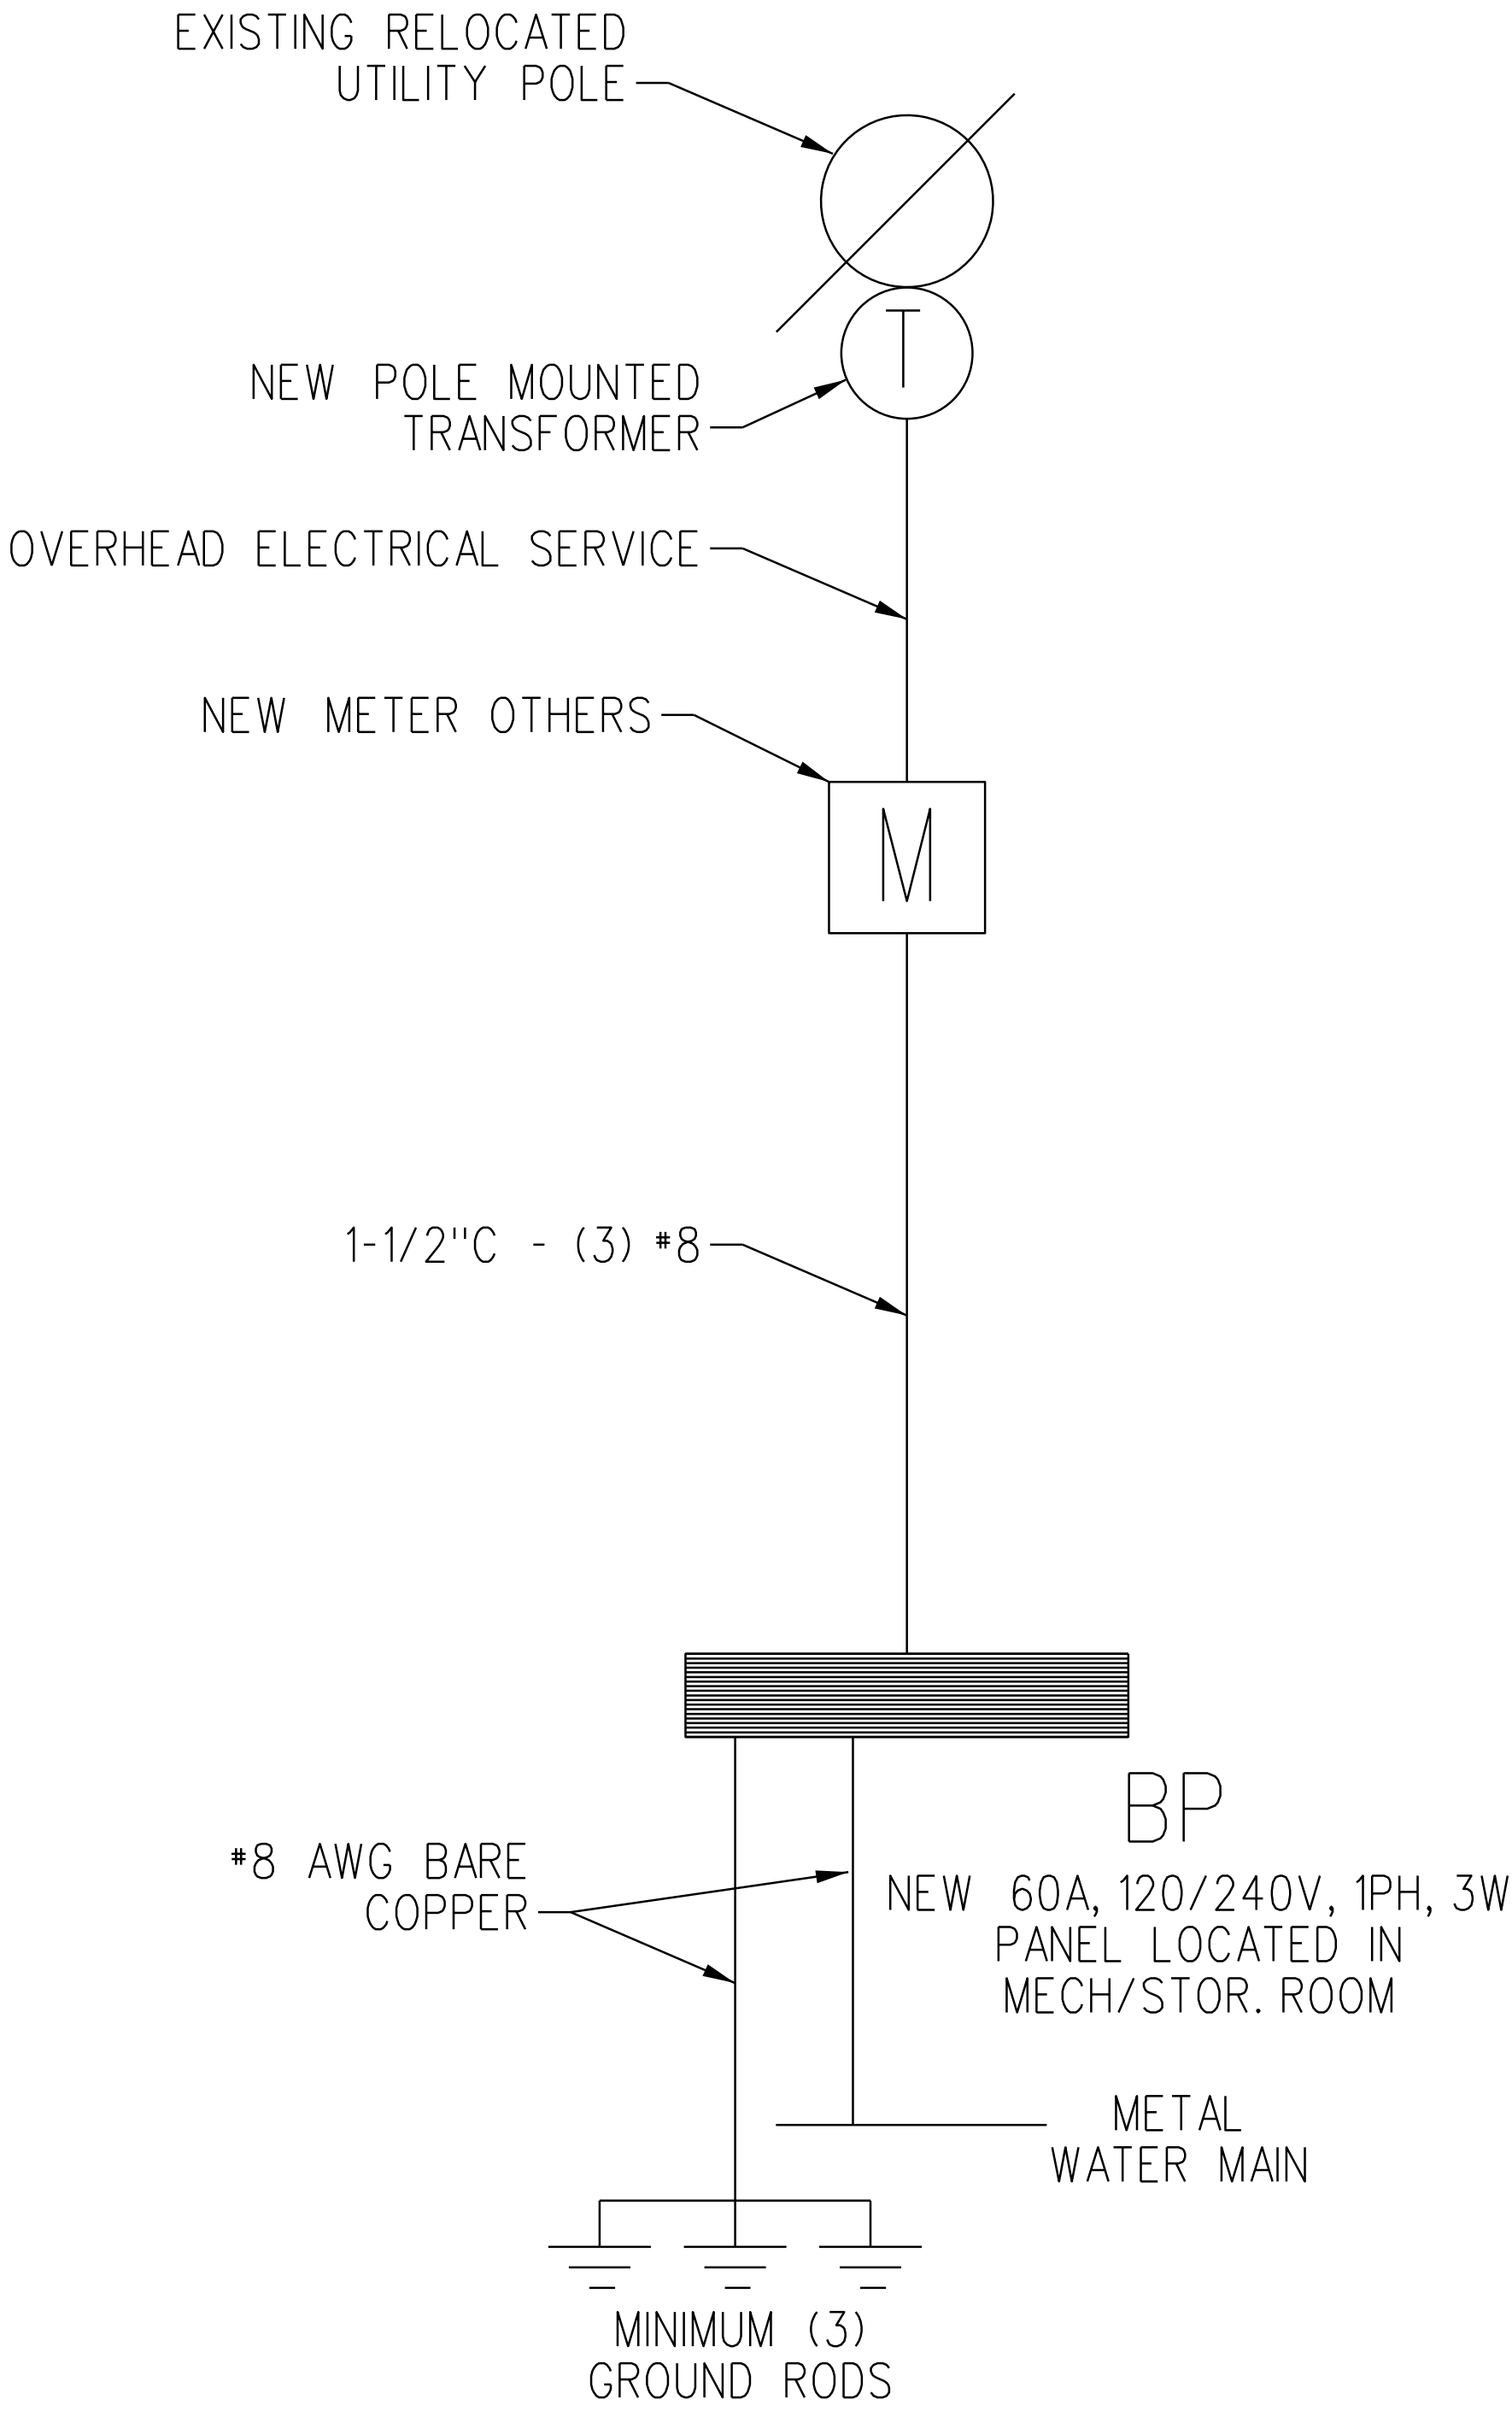 EXISTING RELOCATED
UTILITY POLE
T
NEW POLE MOUNTED
TRANSFORMER
OVERHEAD ELECTRICAL SERVICE
NEW METER OTHERS
M
1-1/2"C - (3) #8
BP
#8 AWG BARE
COPPER
NEW 60A, 120/240V, 1PH, 3W
PANEL LOCATED IN
MECH/STOR. ROOM
METAL
WATER MAIN
MINIMUM (3)
GROUND RODS